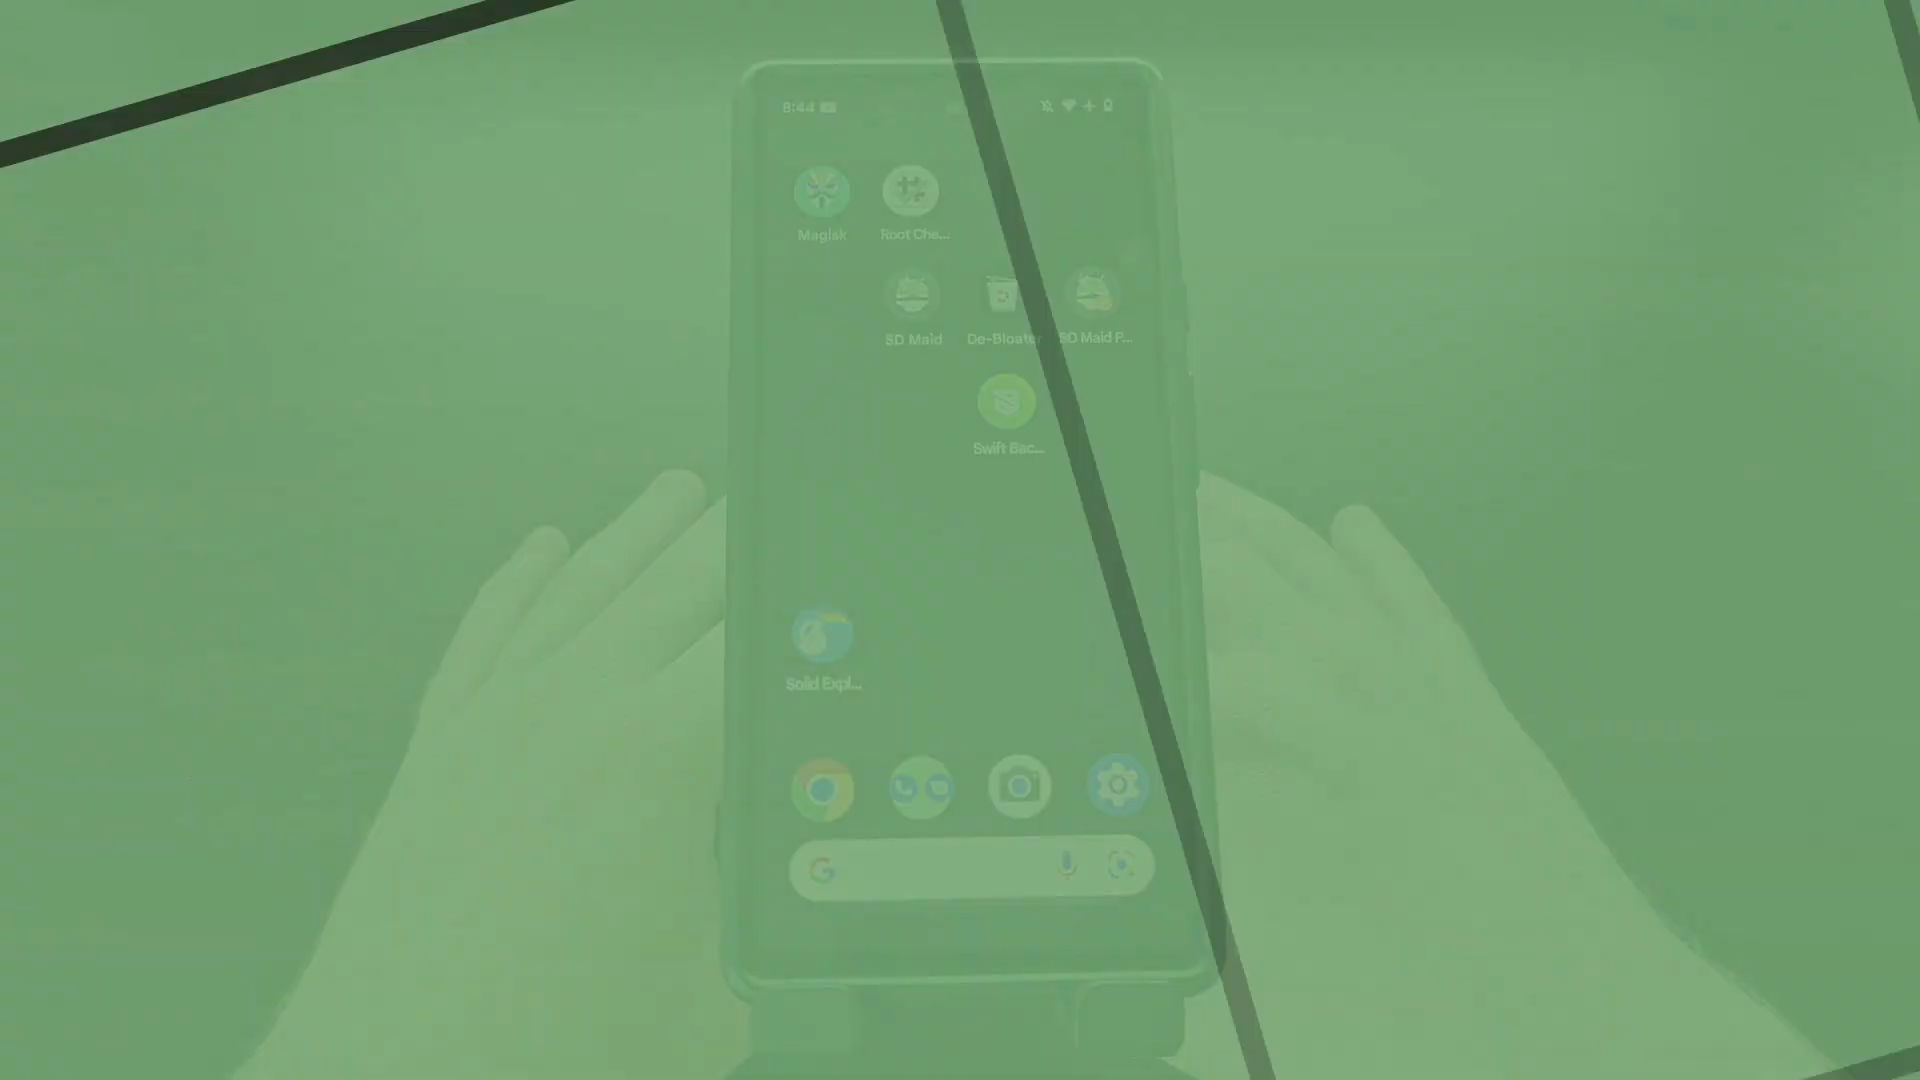 8:44
Magisk
Root Che...
SD Maid
De-Bloater
SD Maid P...
Swift Bac...
Solid Expl...
G